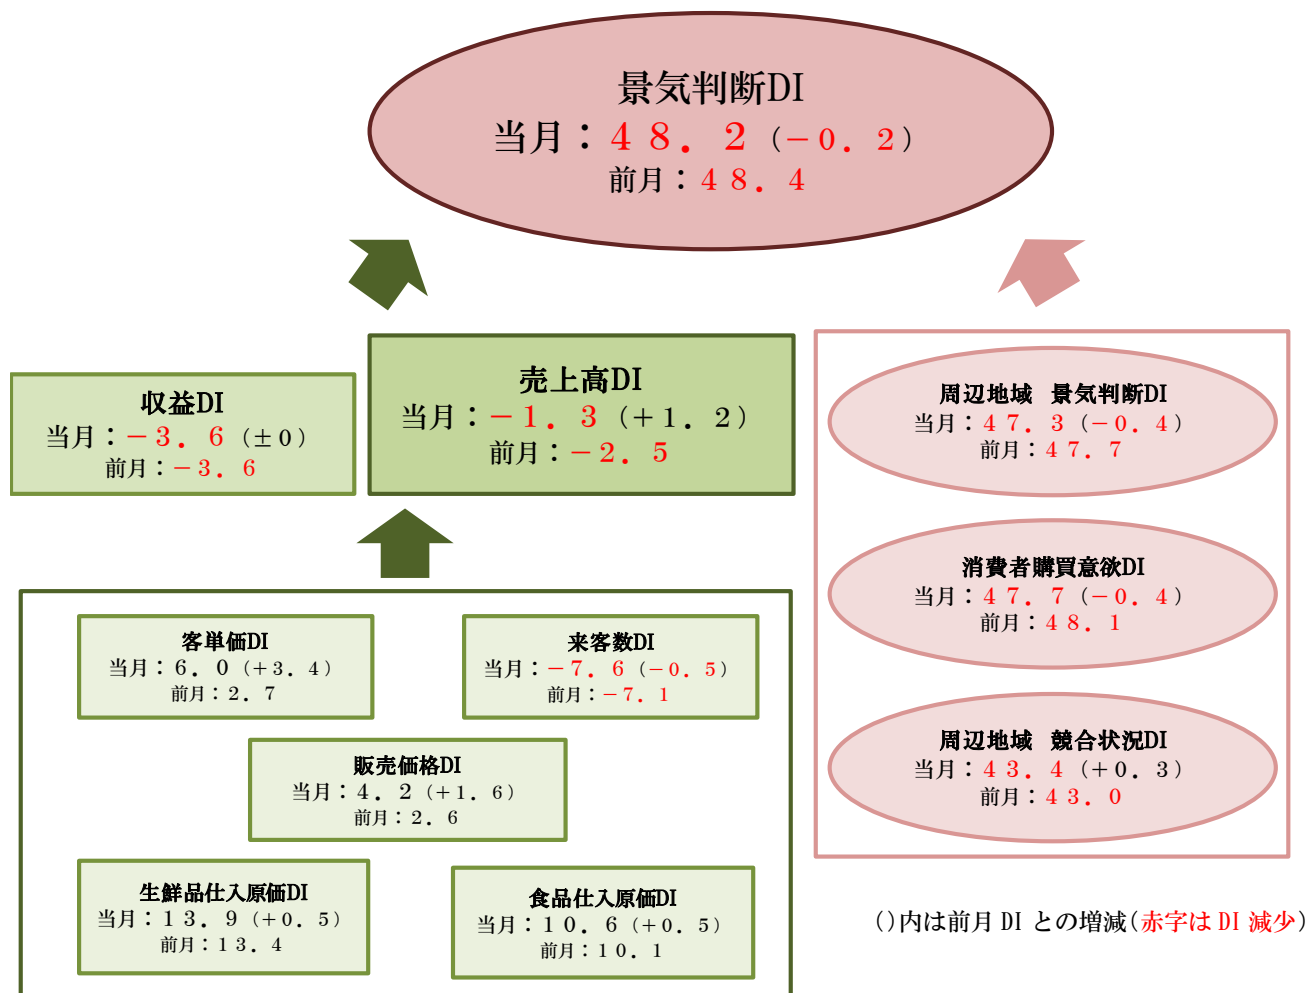 景気判断DI
当月：４８．２（－０．２）
前月：４８．４
収益DI
当月：－３．６（±０）
前月：－３．６
売上高DI
当月：－１．３（＋１．２）
前月：－２．５
周辺地域　景気判断DI
当月：４７．３（－０．４）
前月：４７．７
消費者購買意欲DI
当月：４７．７（－０．４）
前月：４８．１
周辺地域　競合状況DI
当月：４３．４（＋０．３）
前月：４３．０
客単価DI
当月：６．０（＋３．４）
前月：２．７
来客数DI
当月：－７．６（－０．５）
前月：－７．１
販売価格DI
当月：４．２（＋１．６）
前月：２．６
生鮮品仕入原価DI
当月：１３．９（＋０．５）
前月：１３．４
食品仕入原価DI
当月：１０．６（＋０．５）
前月：１０．１
()内は前月 DI との増減(赤字は DI 減少)